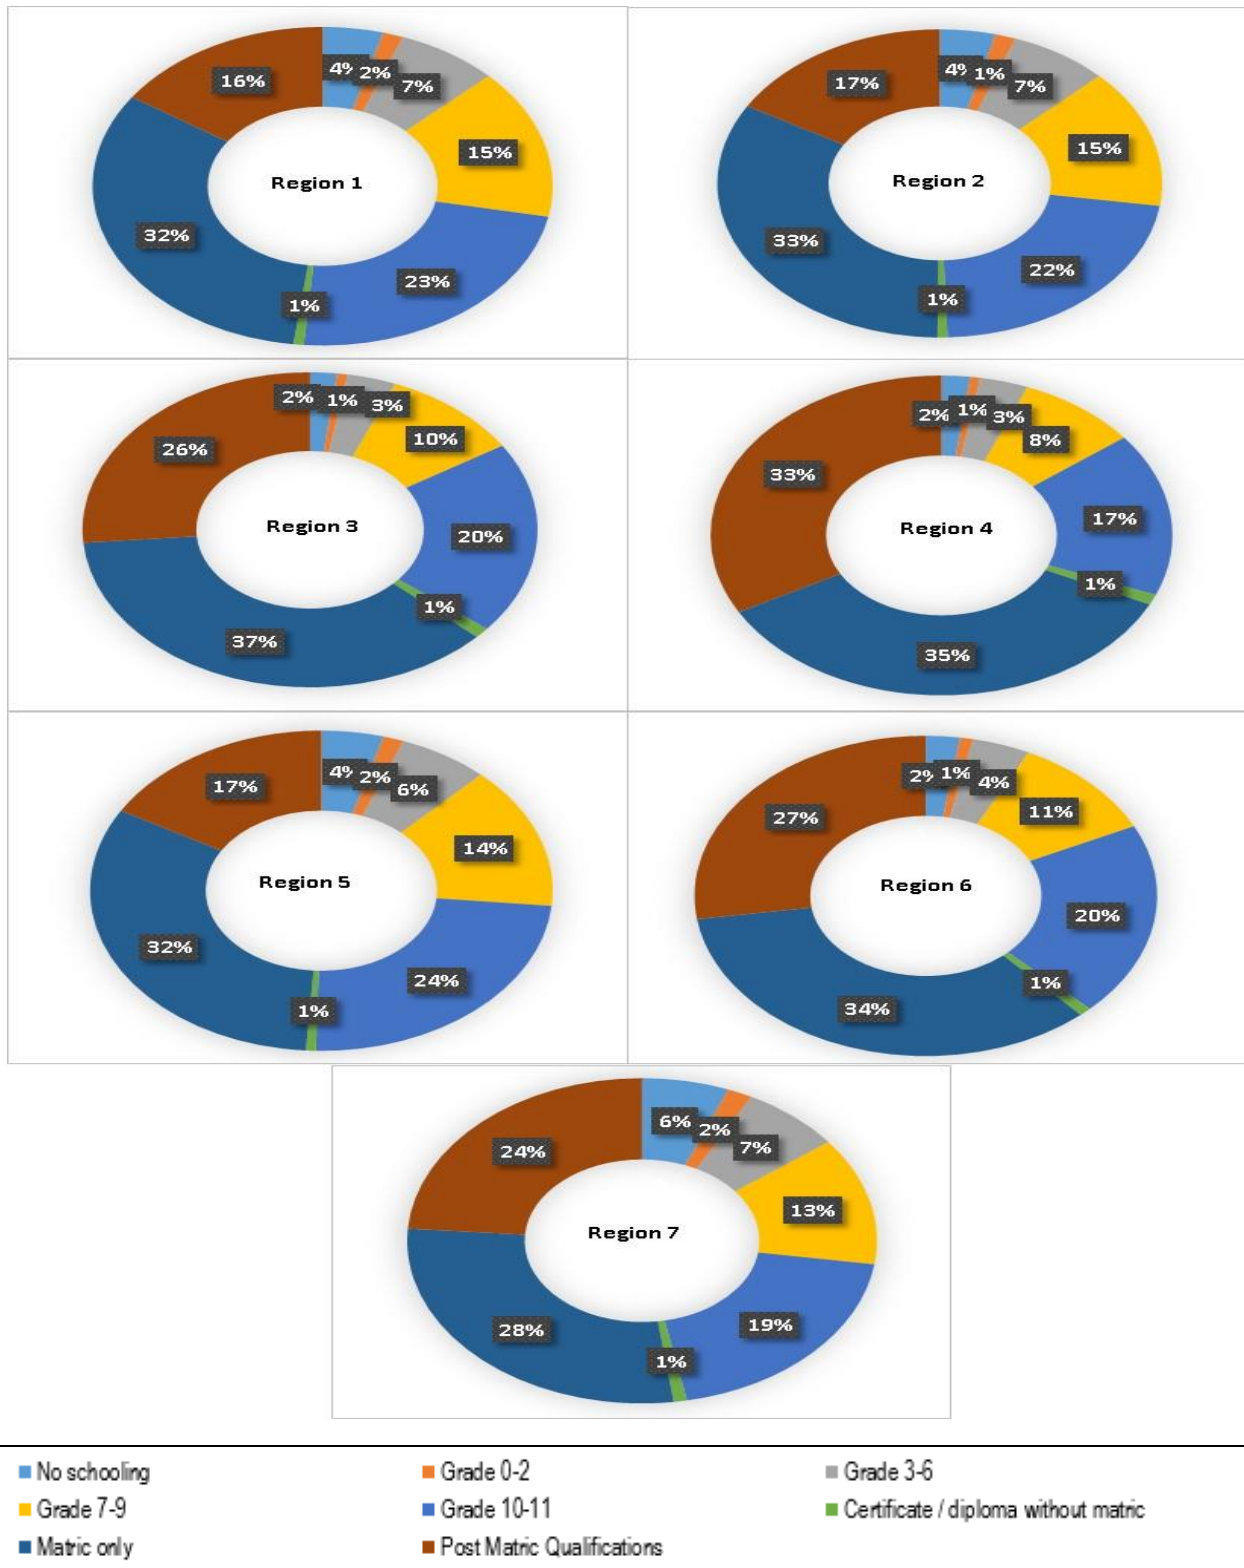 4% 2% 7%
16%
15%
Region 1
32%
23%
1%
4% 1% 7%
17%
15%
Region 2
33%
22%
1%
2% 1% 3%
10%
26%
Region 3
20%
1%
37%
2% 1% 3%
8%
33%
17%
Region 4
1%
35%
4% 2% 6%
17%
14%
Region 5
32%
24%
1%
2% 1% 4%
11%
27%
Region 6
20%
1%
34%
6% 2% 7%
24%
13%
Region 7
28%
19%
1%
No schooling Grade 0-2 Grade 3-6
Grade 7-9 Grade 10-11 Certificate / diploma without matric
Matric only Post Matric Qualifications